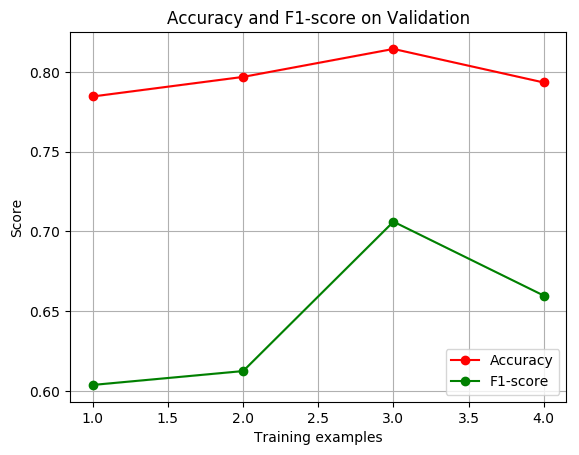 Accuracy and F1-score on Validation
Score
0.80
0.75
0.70
0.65
0.60
Accuracy
F1-score
1.0 1.5 2.0 2.5 3.0 3.5 4.0
Training examples